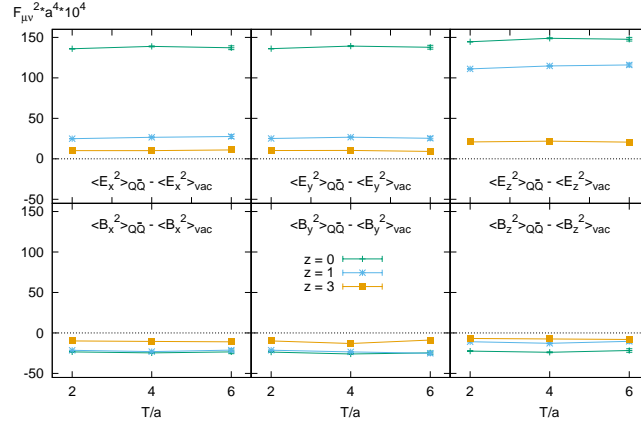 F_μν²*a⁴*10⁴
150
100
50
0
-50
<E_x²>_QQ̄ - <E_x²>_vac
<E_y²>_QQ̄ - <E_y²>_vac
<E_z²>_QQ̄ - <E_z²>_vac
150
100
50
0
-50
<B_x²>_QQ̄ - <B_x²>_vac
<B_y²>_QQ̄ - <B_y²>_vac
<B_z²>_QQ̄ - <B_z²>_vac
z = 0
z = 1
z = 3
2 4 6 2 4 6 2 4 6
T/a T/a T/a